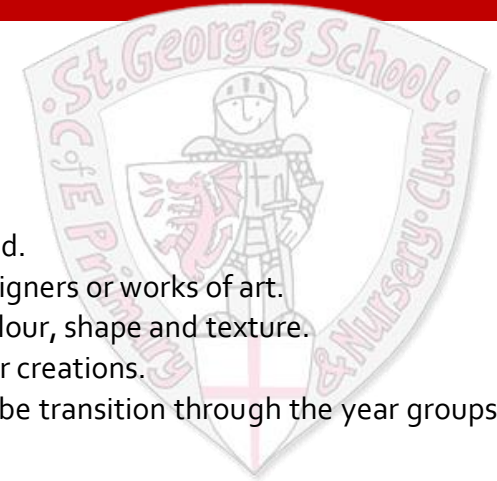 St. George's School
C of E Primary & Nursery Clun
d.
igners or works of art.
lour, shape and texture.
r creations.
be transition through the year groups